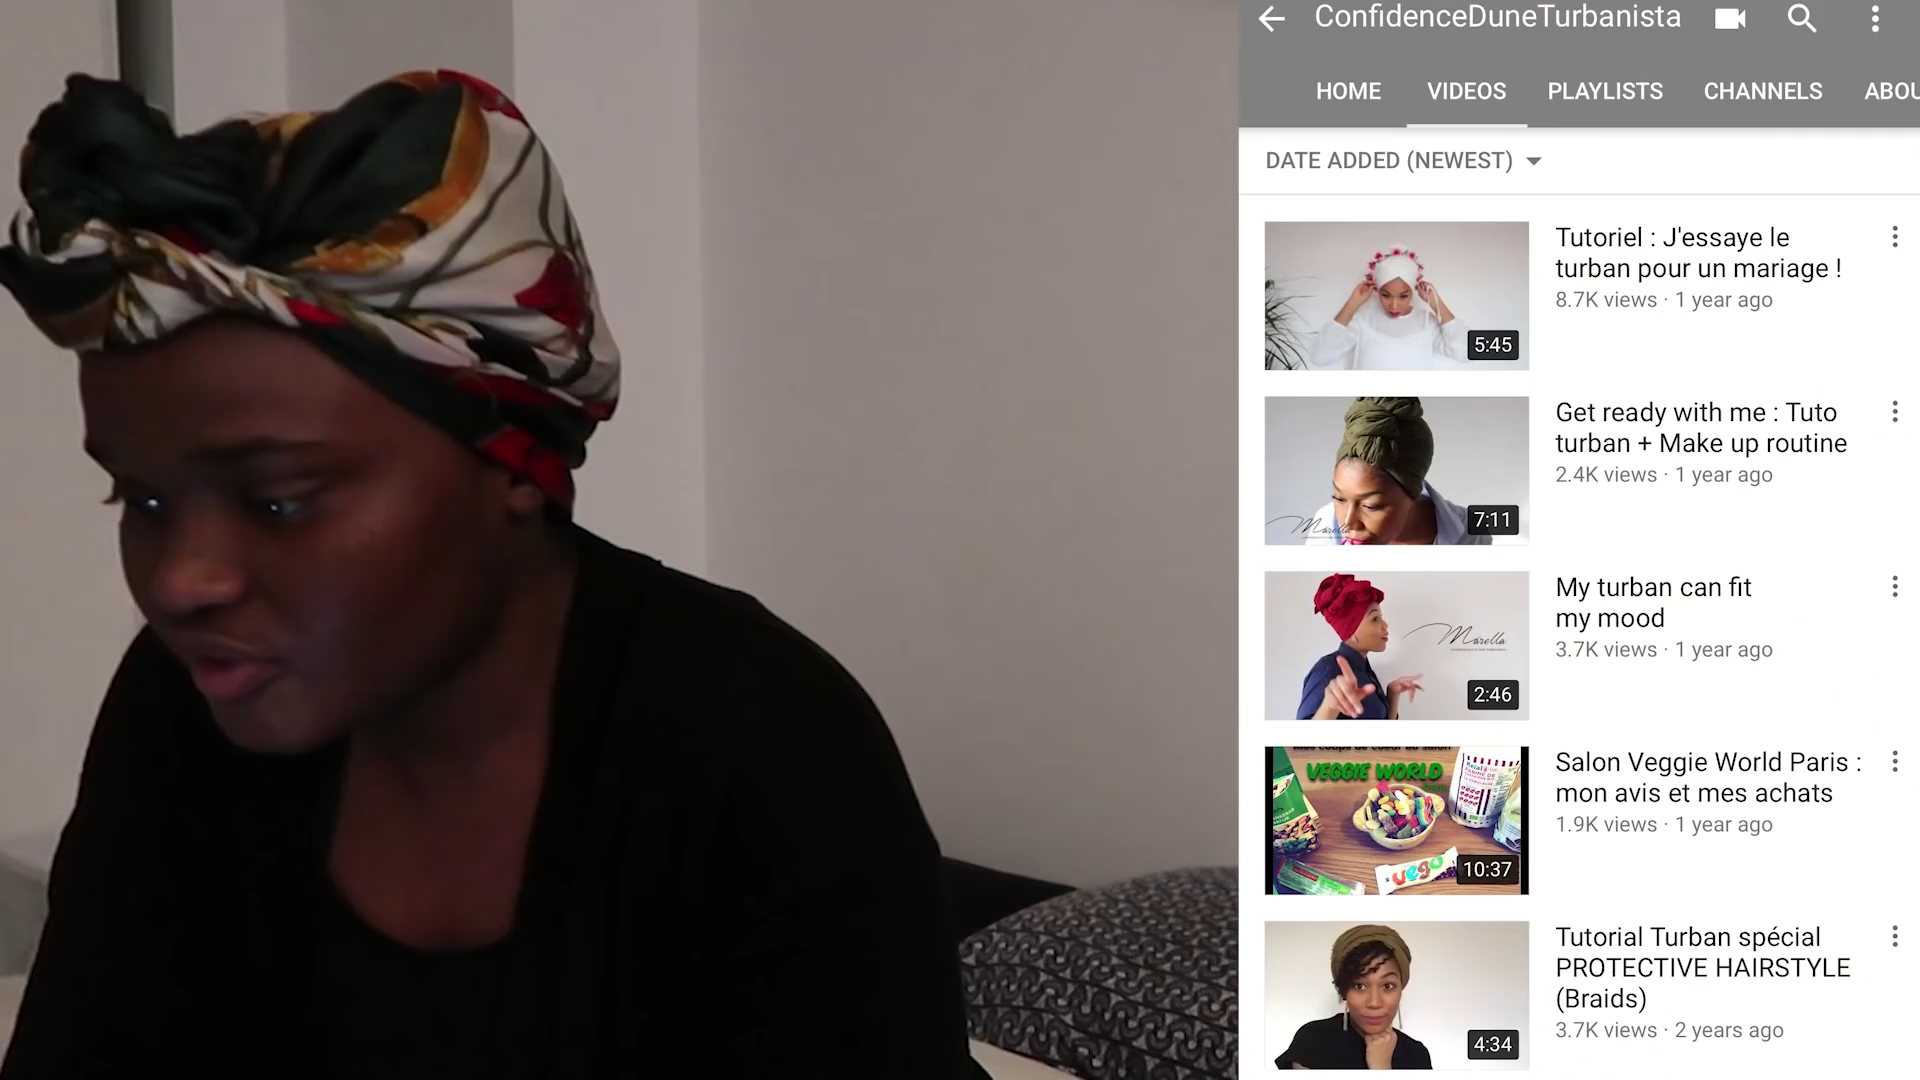 ConfidenceDuneTurbanista
HOME VIDEOS PLAYLISTS CHANNELS ABOU
DATE ADDED (NEWEST)
Tutoriel : J'essaye le
turban pour un mariage !
8.7K views · 1 year ago
5:45
Get ready with me : Tuto
turban + Make up routine
2.4K views · 1 year ago
Marella
7:11
My turban can fit
my mood
3.7K views · 1 year ago
Marella
2:46
Salon Veggie World Paris :
mon avis et mes achats
1.9K views · 1 year ago
VEGGIE WORLD
vego
10:37
Tutorial Turban spécial
PROTECTIVE HAIRSTYLE
(Braids)
3.7K views · 2 years ago
4:34